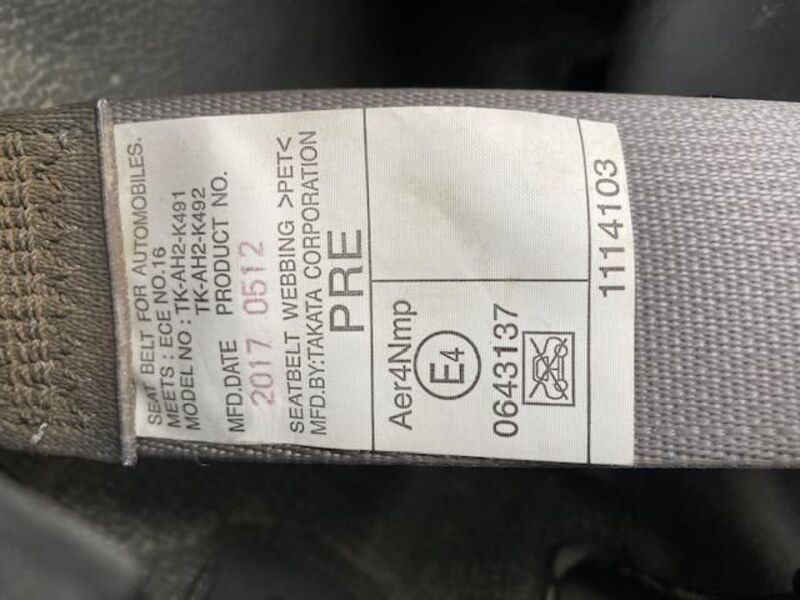 SEAT BELT FOR AUTOMOBILES.
MEETS : ECE NO.16
MODEL NO : TK-AH2-K491
TK-AH2-K492
MFD.DATE PRODUCT NO.
2017 0512
SEATBELT WEBBING >PET<
MFD.BY:TAKATA CORPORATION
PRE
Aer4Nmp
E4
0643137
1114103